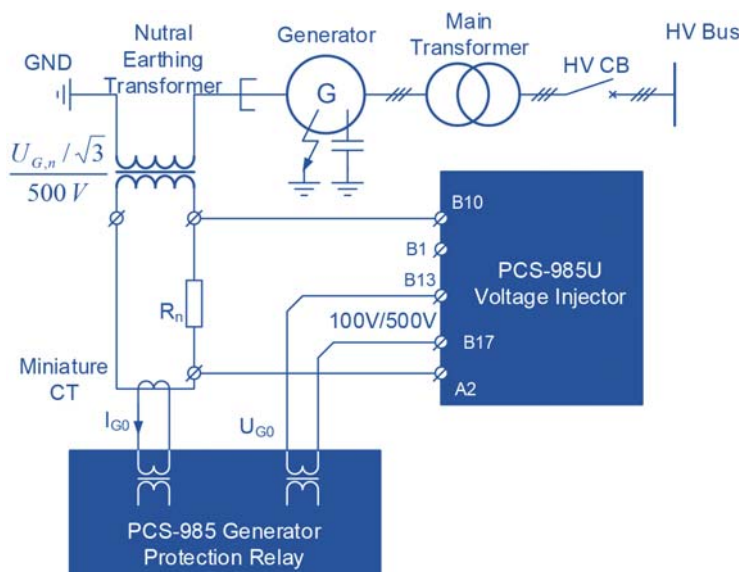 Nutral
Earthing
Transformer
Generator
Main
Transformer
HV Bus
GND
HV CB
G
U_{G,n} / √3
500 V
B10
B1
B13
PCS-985U
Voltage Injector
R_n
100V/500V
B17
Miniature
CT
A2
I_{G0}
U_{G0}
PCS-985 Generator
Protection Relay